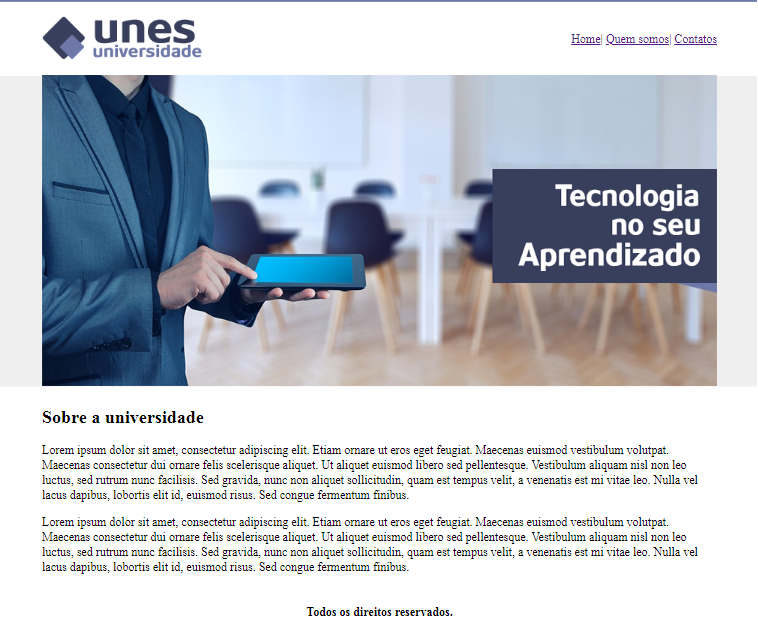 unes
universidade
Home| Quem somos| Contatos
Tecnologia
no seu
Aprendizado
Sobre a universidade
Lorem ipsum dolor sit amet, consectetur adipiscing elit. Etiam ornare ut eros eget feugiat. Maecenas euismod vestibulum volutpat.
Maecenas consectetur dui ornare felis scelerisque aliquet. Ut aliquet euismod libero sed pellentesque. Vestibulum aliquam nisl non leo
luctus, sed rutrum nunc facilisis. Sed gravida, nunc non aliquet sollicitudin, quam est tempus velit, a venenatis est mi vitae leo. Nulla vel
lacus dapibus, lobortis elit id, euismod risus. Sed congue fermentum finibus.
Lorem ipsum dolor sit amet, consectetur adipiscing elit. Etiam ornare ut eros eget feugiat. Maecenas euismod vestibulum volutpat.
Maecenas consectetur dui ornare felis scelerisque aliquet. Ut aliquet euismod libero sed pellentesque. Vestibulum aliquam nisl non leo
luctus, sed rutrum nunc facilisis. Sed gravida, nunc non aliquet sollicitudin, quam est tempus velit, a venenatis est mi vitae leo. Nulla vel
lacus dapibus, lobortis elit id, euismod risus. Sed congue fermentum finibus.
Todos os direitos reservados.